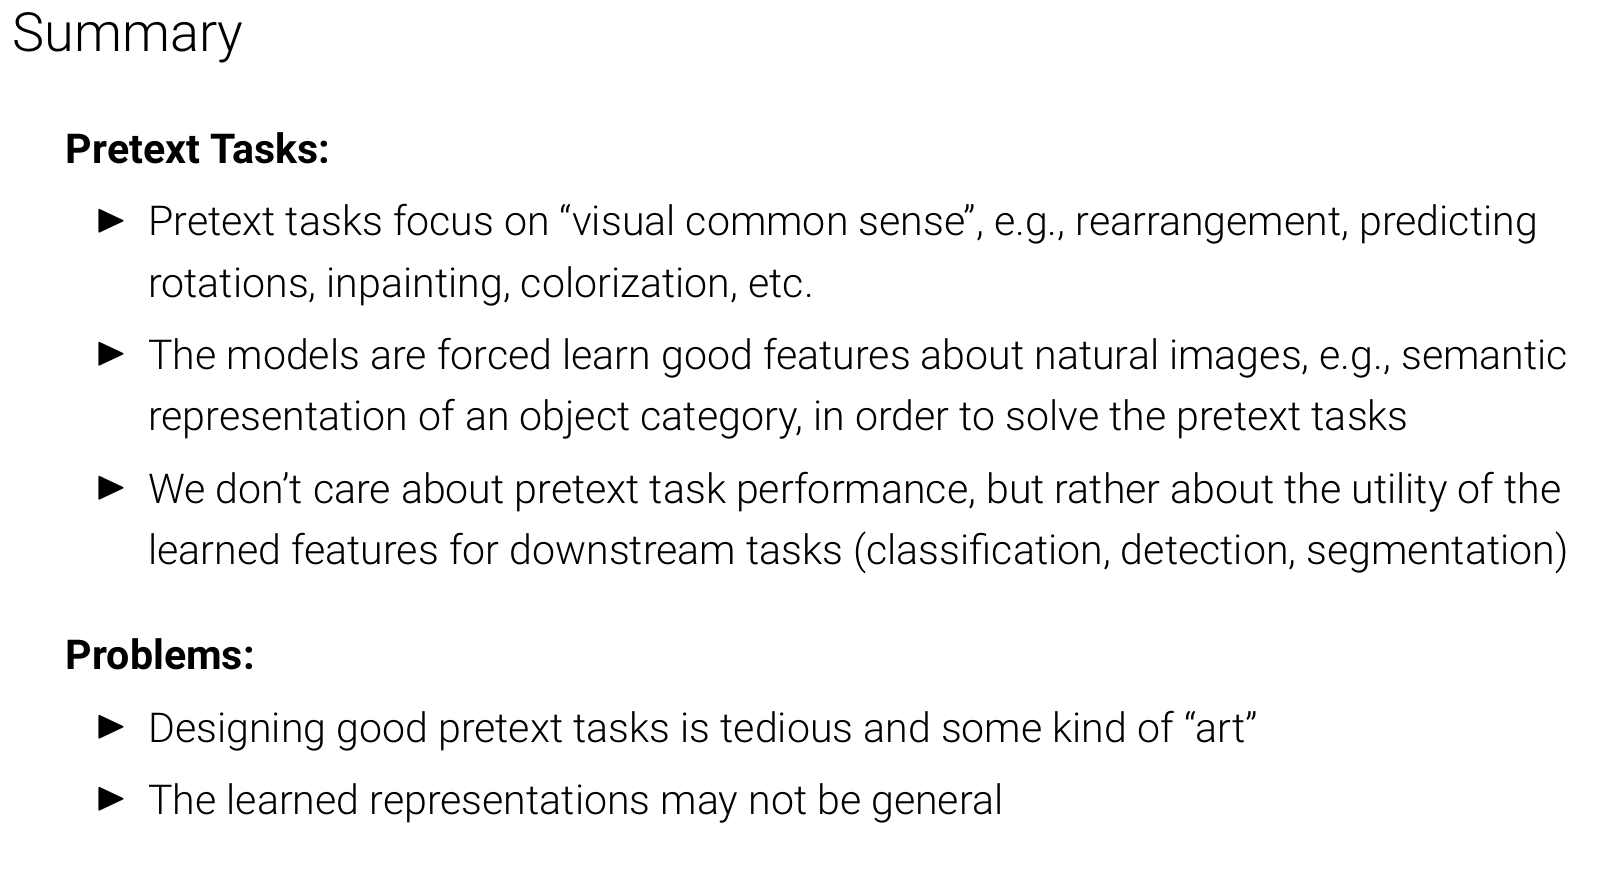 Summary
Pretext Tasks:
► Pretext tasks focus on “visual common sense”, e.g., rearrangement, predicting
rotations, inpainting, colorization, etc.
► The models are forced learn good features about natural images, e.g., semantic
representation of an object category, in order to solve the pretext tasks
► We don’t care about pretext task performance, but rather about the utility of the
learned features for downstream tasks (classification, detection, segmentation)
Problems:
► Designing good pretext tasks is tedious and some kind of “art”
► The learned representations may not be general